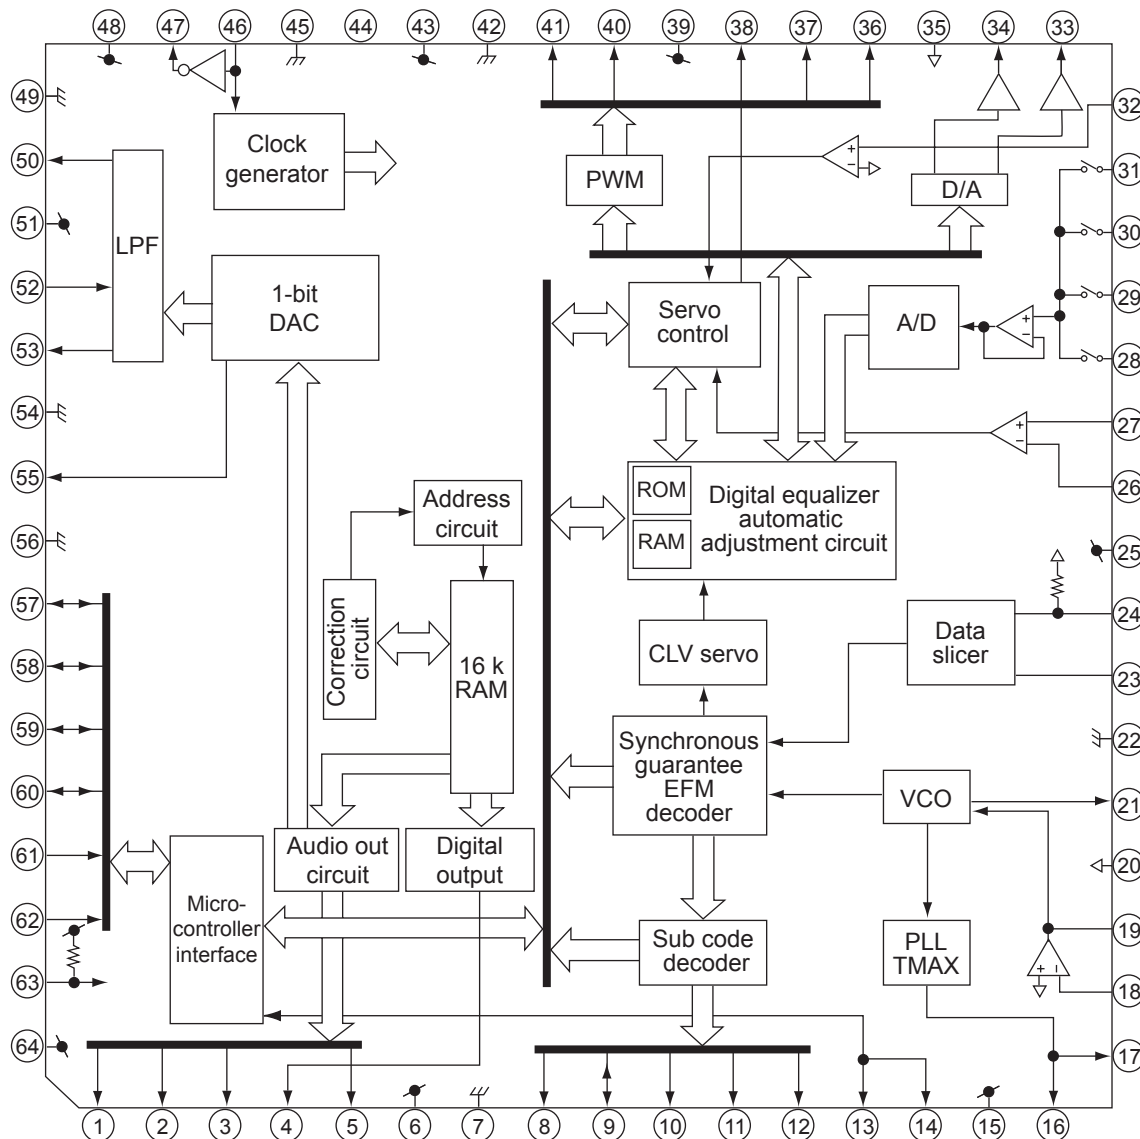 48 47 46 45 44 43 42 41 40 39 38 37 36 35 34 33
49
32
Clock
generator
50
31
PWM
D/A
51
LPF
30
52
1-bit
DAC
29
Servo
control
A/D
53
28
54
27
55
26
Address
circuit
ROM
RAM
Digital equalizer
automatic
adjustment circuit
56
25
57
24
Correction
circuit
16 k
RAM
CLV servo
Data
slicer
58
23
59
22
Synchronous
guarantee
EFM
decoder
60
VCO
21
61
Audio out
circuit
Digital
output
20
62
Micro-
controller
interface
Sub code
decoder
PLL
TMAX
19
63
18
64
17
1 2 3 4 5 6 7 8 9 10 11 12 13 14 15 16
+
−
+
−
+
−
+
−